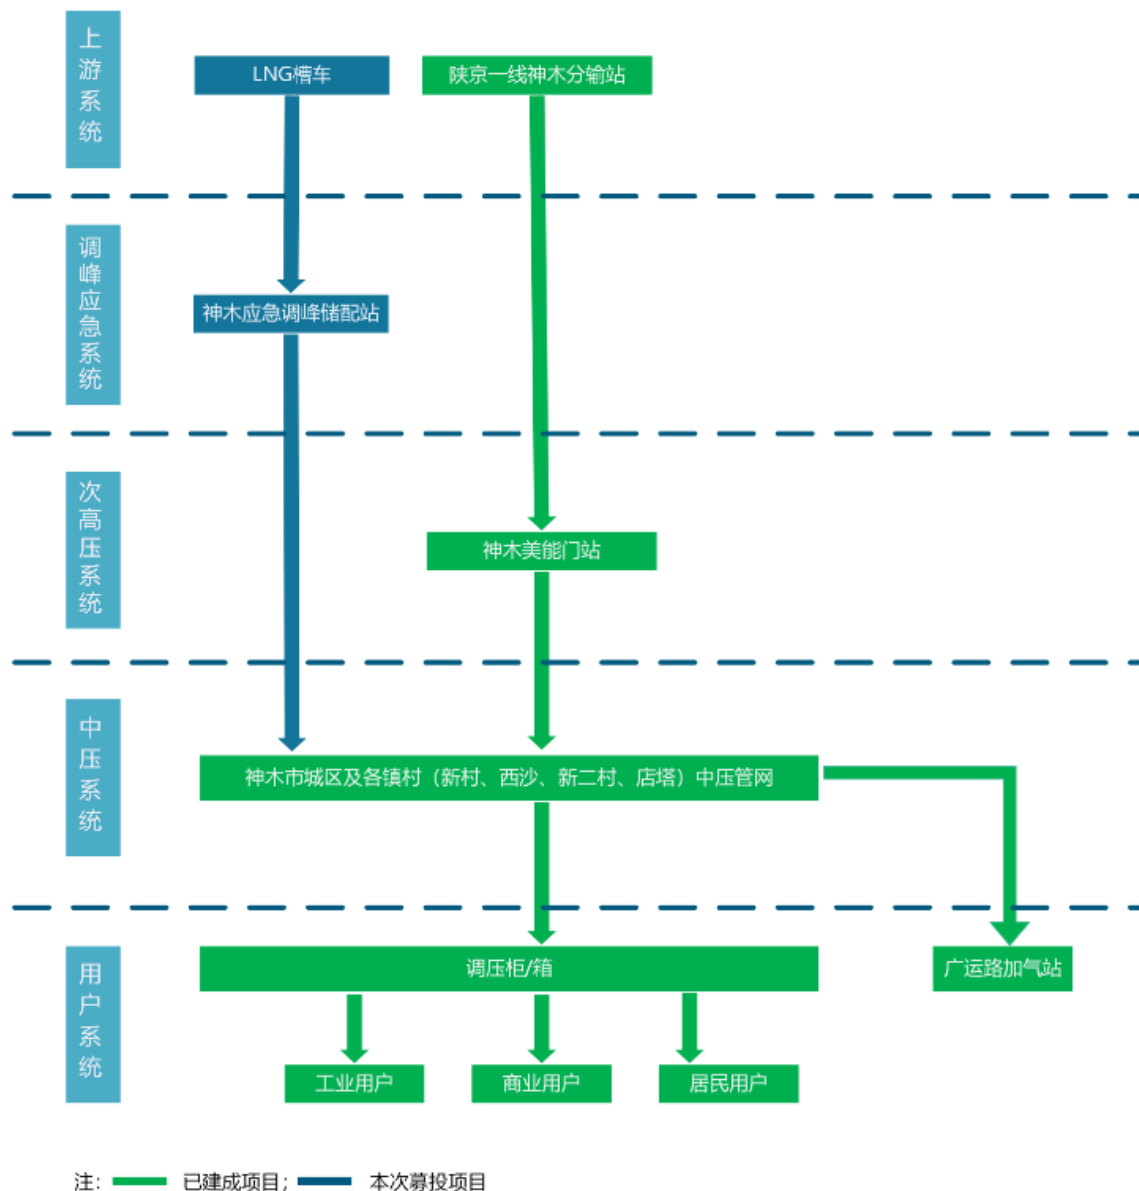 上游系统
LNG槽车
陕京一线神木分输站
调峰应急系统
神木应急调峰储配站
次高压系统
神木美能门站
中压系统
神木市城区及各镇村（新村、西沙、新二村、店塔）中压管网
用户系统
调压柜/箱
广运路加气站
工业用户
商业用户
居民用户
注： 已建成项目； 本次募投项目